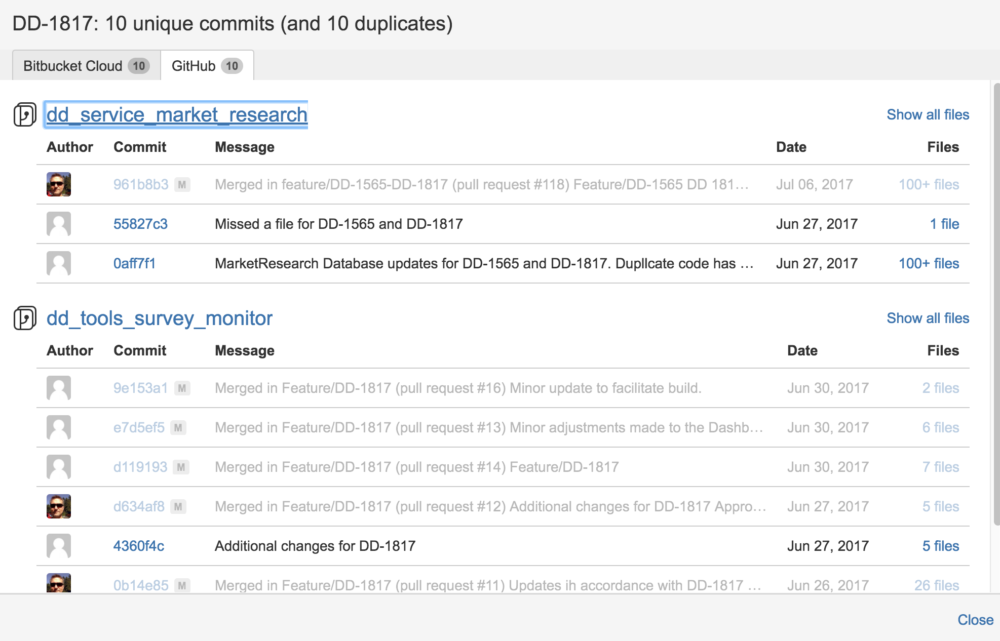 DD-1817: 10 unique commits (and 10 duplicates)
Bitbucket Cloud 10 GitHub 10
dd_service_market_research Show all files
Author Commit Message Date Files
961b8b3 M Merged in feature/DD-1565-DD-1817 (pull request #118) Feature/DD-1565 DD 181… Jul 06, 2017 100+ files
55827c3 Missed a file for DD-1565 and DD-1817 Jun 27, 2017 1 file
0aff7f1 MarketResearch Database updates for DD-1565 and DD-1817. Dupllcate code has … Jun 27, 2017 100+ files
dd_tools_survey_monitor Show all files
Author Commit Message Date Files
9e153a1 M Merged in Feature/DD-1817 (pull request #16) Minor update to facilitate build. Jun 30, 2017 2 files
e7d5ef5 M Merged in Feature/DD-1817 (pull request #13) Minor adjustments made to the Dashb… Jun 30, 2017 6 files
d119193 M Merged in Feature/DD-1817 (pull request #14) Feature/DD-1817 Jun 30, 2017 7 files
d634af8 M Merged in Feature/DD-1817 (pull request #12) Additional changes for DD-1817 Appro… Jun 27, 2017 5 files
4360f4c Additional changes for DD-1817 Jun 27, 2017 5 files
0b14e85 M Merged in Feature/DD-1817 (pull request #11) Updates ih accordance with DD-1817 … Jun 26, 2017 26 files
Close